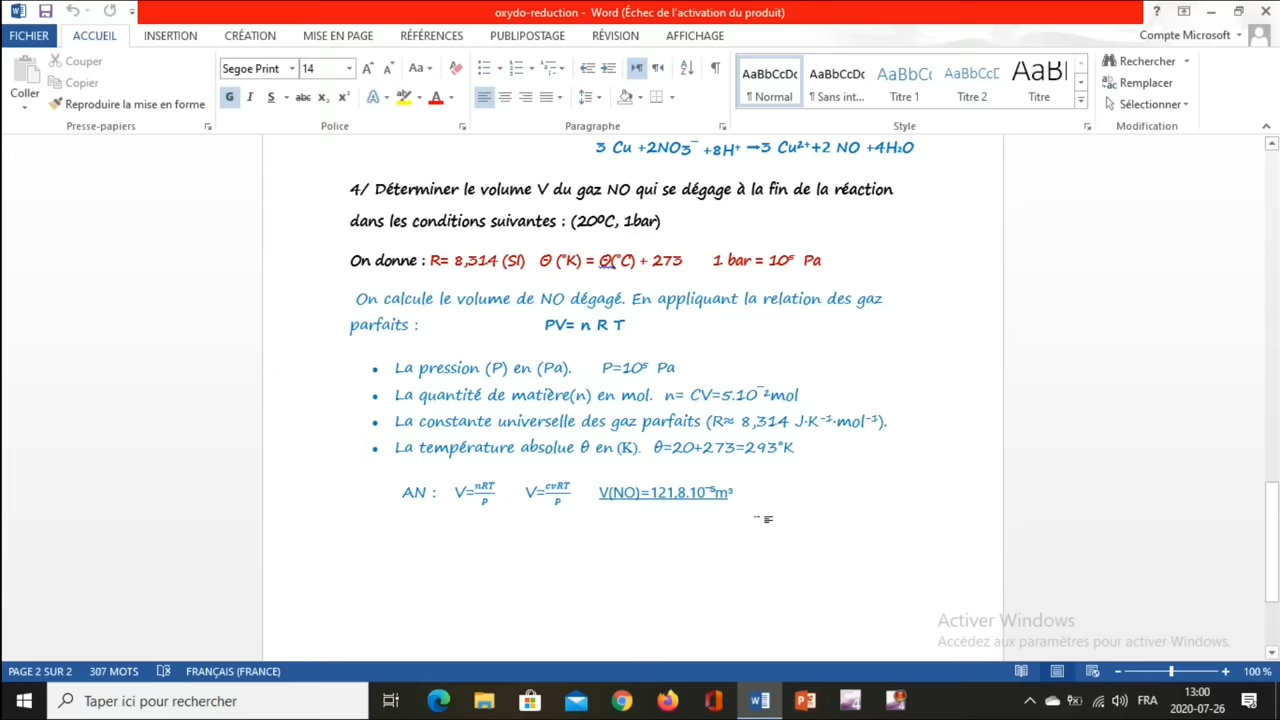 oxydo-reduction - Word (Échec de l'activation du produit)
FICHIER ACCUEIL INSERTION CRÉATION MISE EN PAGE RÉFÉRENCES PUBLIPOSTAGE RÉVISION AFFICHAGE Compte Microsoft
Coller Couper Copier Reproduire la mise en forme
Segoe Print 14
G I S abc x₂ x² A A A Aa
AaBbCcDc AaBbCcDc AaBbCc AaBbCcD AaBl
¶ Normal ¶ Sans int... Titre 1 Titre 2 Titre
Rechercher
Remplacer
Sélectionner
Presse-papiers Police Paragraphe Style Modification
3 Cu +2NO3⁻ +8H⁺ →3 Cu²⁺+2 NO +4H₂O
4/ Déterminer le volume V du gaz NO qui se dégage à la fin de la réaction
dans les conditions suivantes : (20ºC, 1bar)
On donne : R= 8,314 (SI) Θ (°K) = Θ(°C) + 273 1 bar = 10⁵ Pa
On calcule le volume de NO dégagé. En appliquant la relation des gaz
parfaits : PV= n R T
• La pression (P) en (Pa). P=10⁵ Pa
• La quantité de matière(n) en mol. n= CV=5.10⁻²mol
• La constante universelle des gaz parfaits (R≈ 8,314 J·K⁻¹·mol⁻¹).
• La température absolue θ en (K). θ=20+273=293°K
AN : V=nRT/P V=cvRT/P V(NO)=121,8.10⁻⁵m³
Activer Windows
Accédez aux paramètres pour activer Windows.
PAGE 2 SUR 2 307 MOTS FRANÇAIS (FRANCE) 100 %
Taper ici pour rechercher
FRA
13:00
2020-07-26